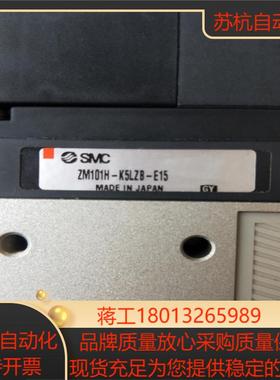 苏杭自动
SMC
ZM101H-K5LZB-E15
MADE IN JAPAN
GY
蒋工18013265989
自动化 品牌质量放心采购质量保
开票 现货充足为您提供稳定的